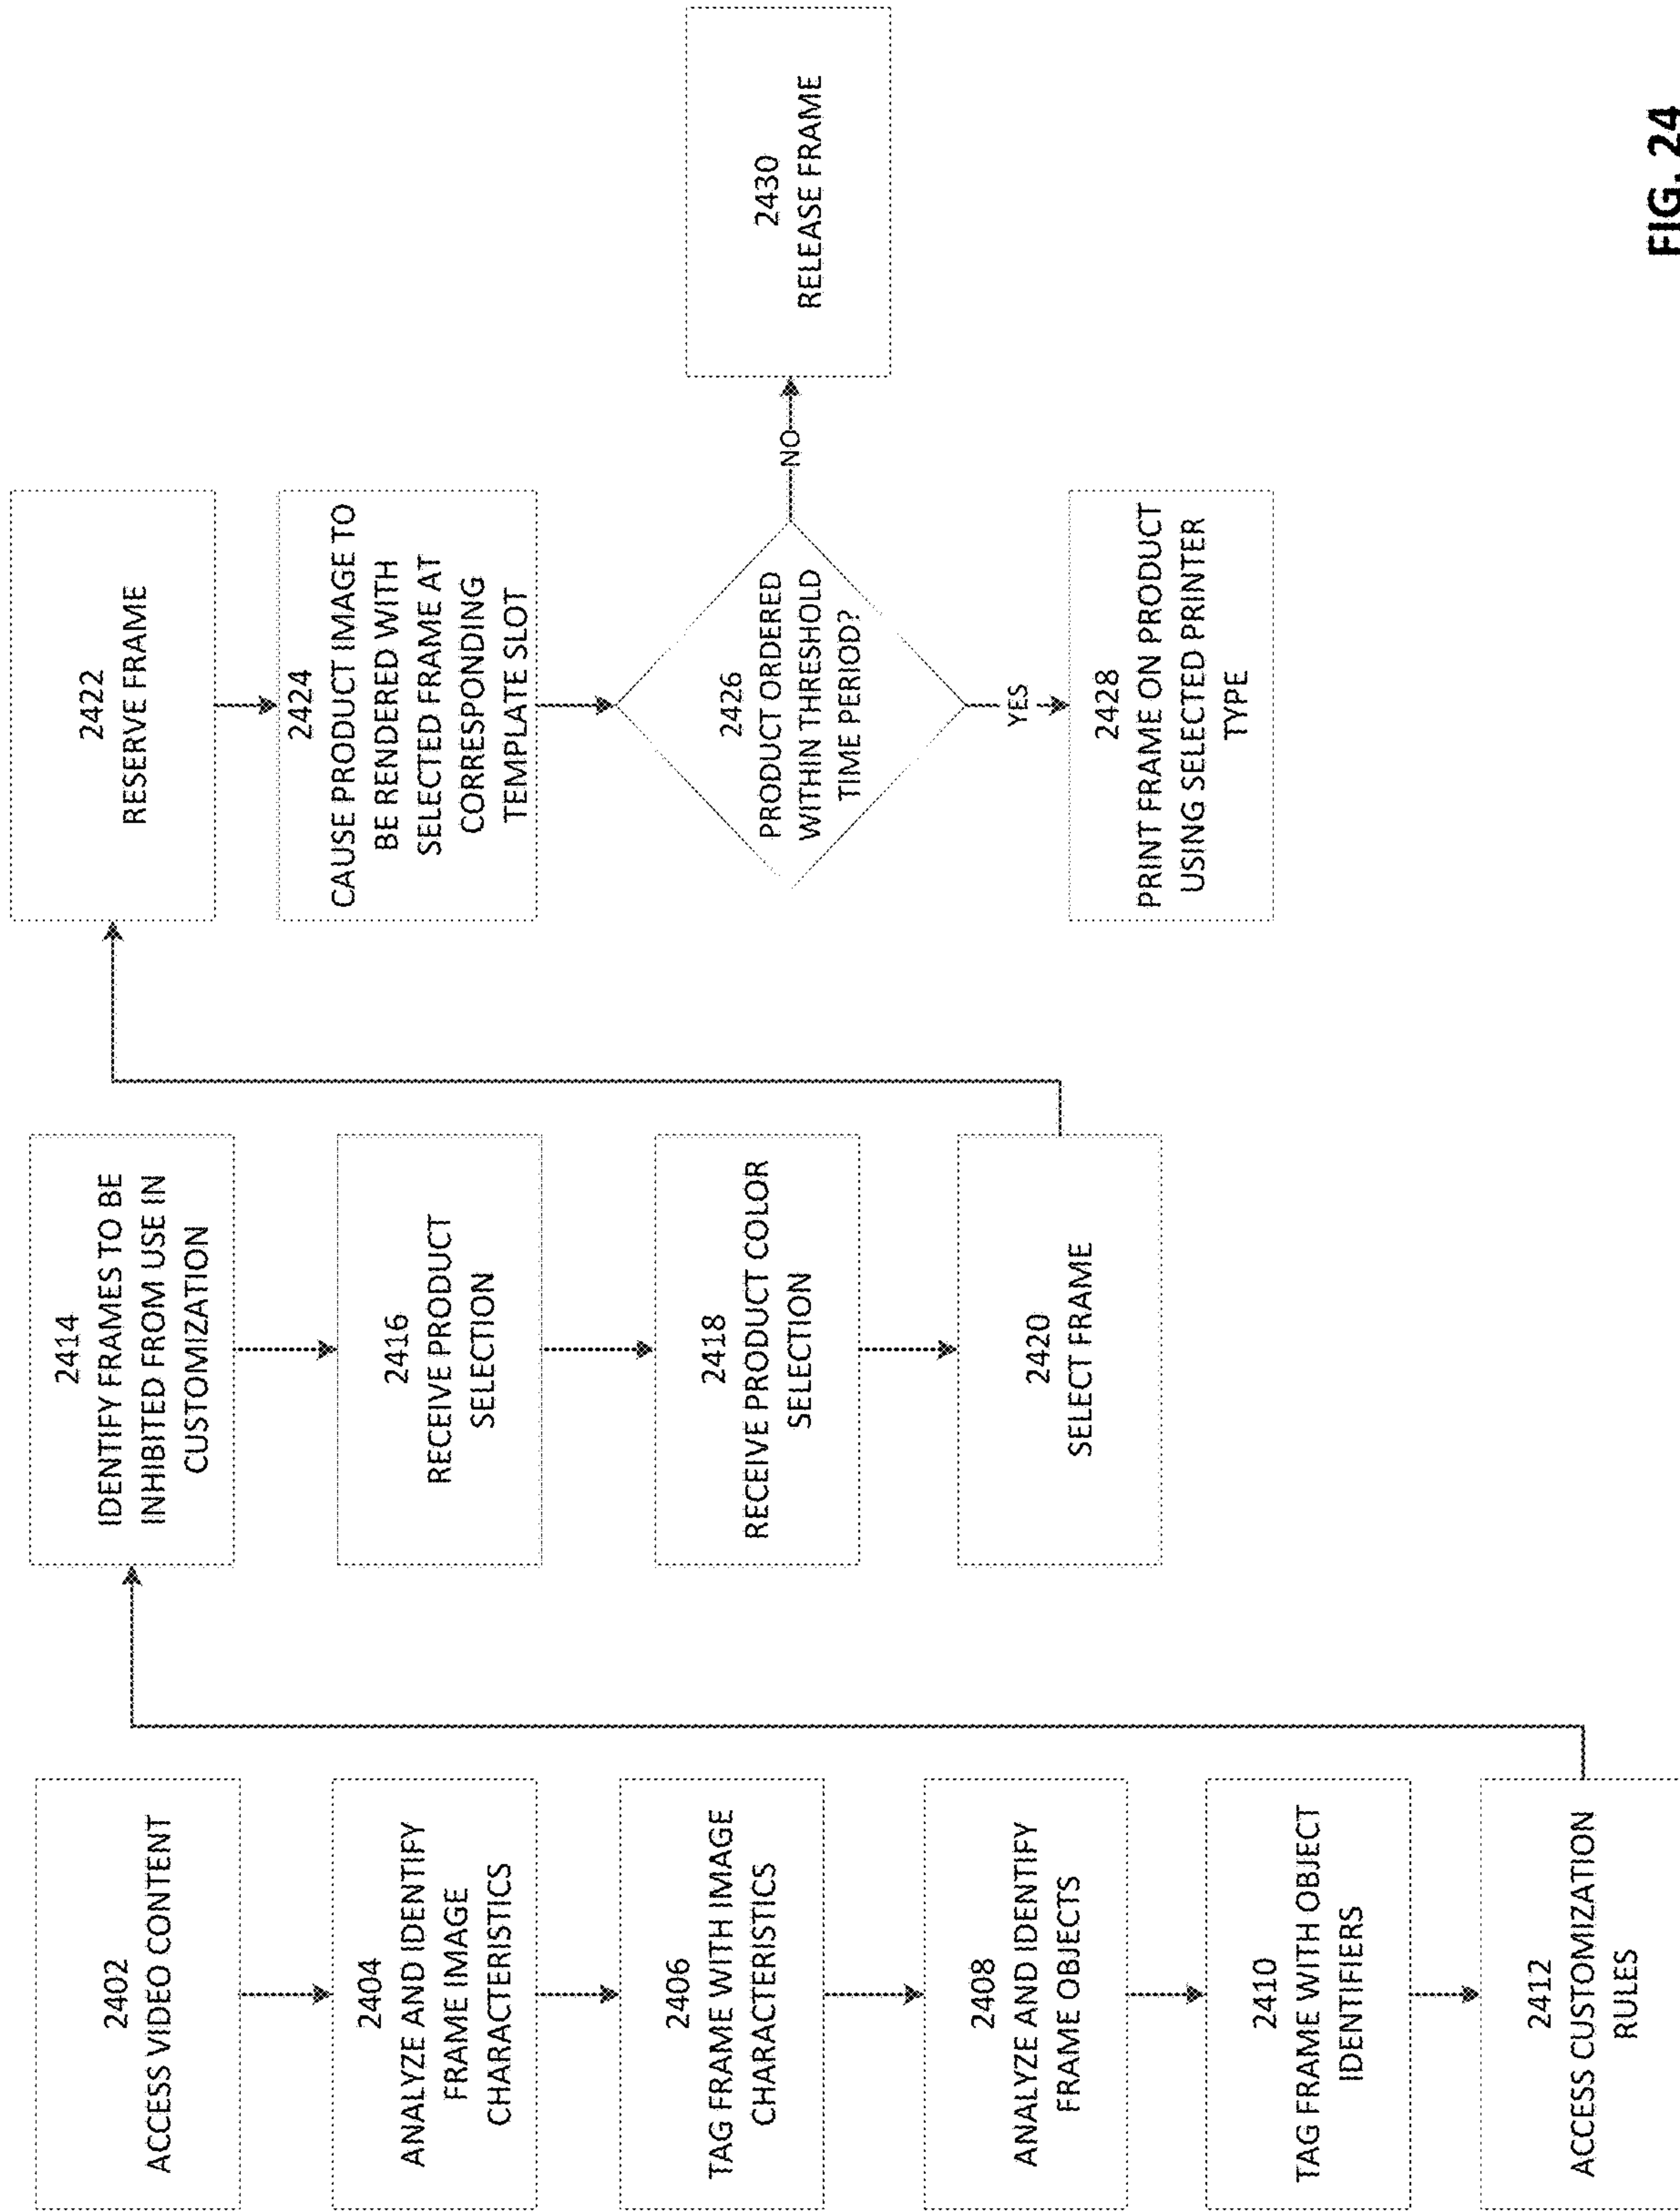 2402
ACCESS VIDEO CONTENT
2404
ANALYZE AND IDENTIFY
FRAME IMAGE
CHARACTERISTICS
2406
TAG FRAME WITH IMAGE
CHARACTERISTICS
2408
ANALYZE AND IDENTIFY
FRAME OBJECTS
2410
TAG FRAME WITH OBJECT
IDENTIFIERS
2412
ACCESS CUSTOMIZATION
RULES
2414
IDENTIFY FRAMES TO BE
INHIBITED FROM USE IN
CUSTOMIZATION
2416
RECEIVE PRODUCT
SELECTION
2418
RECEIVE PRODUCT COLOR
SELECTION
2420
SELECT FRAME
2422
RESERVE FRAME
2424
CAUSE PRODUCT IMAGE TO
BE RENDERED WITH
SELECTED FRAME AT
CORRESPONDING
TEMPLATE SLOT
2426
PRODUCT ORDERED
WITHIN THRESHOLD
TIME PERIOD?
NO
2430
RELEASE FRAME
YES
2428
PRINT FRAME ON PRODUCT
USING SELECTED PRINTER
TYPE
FIG. 24